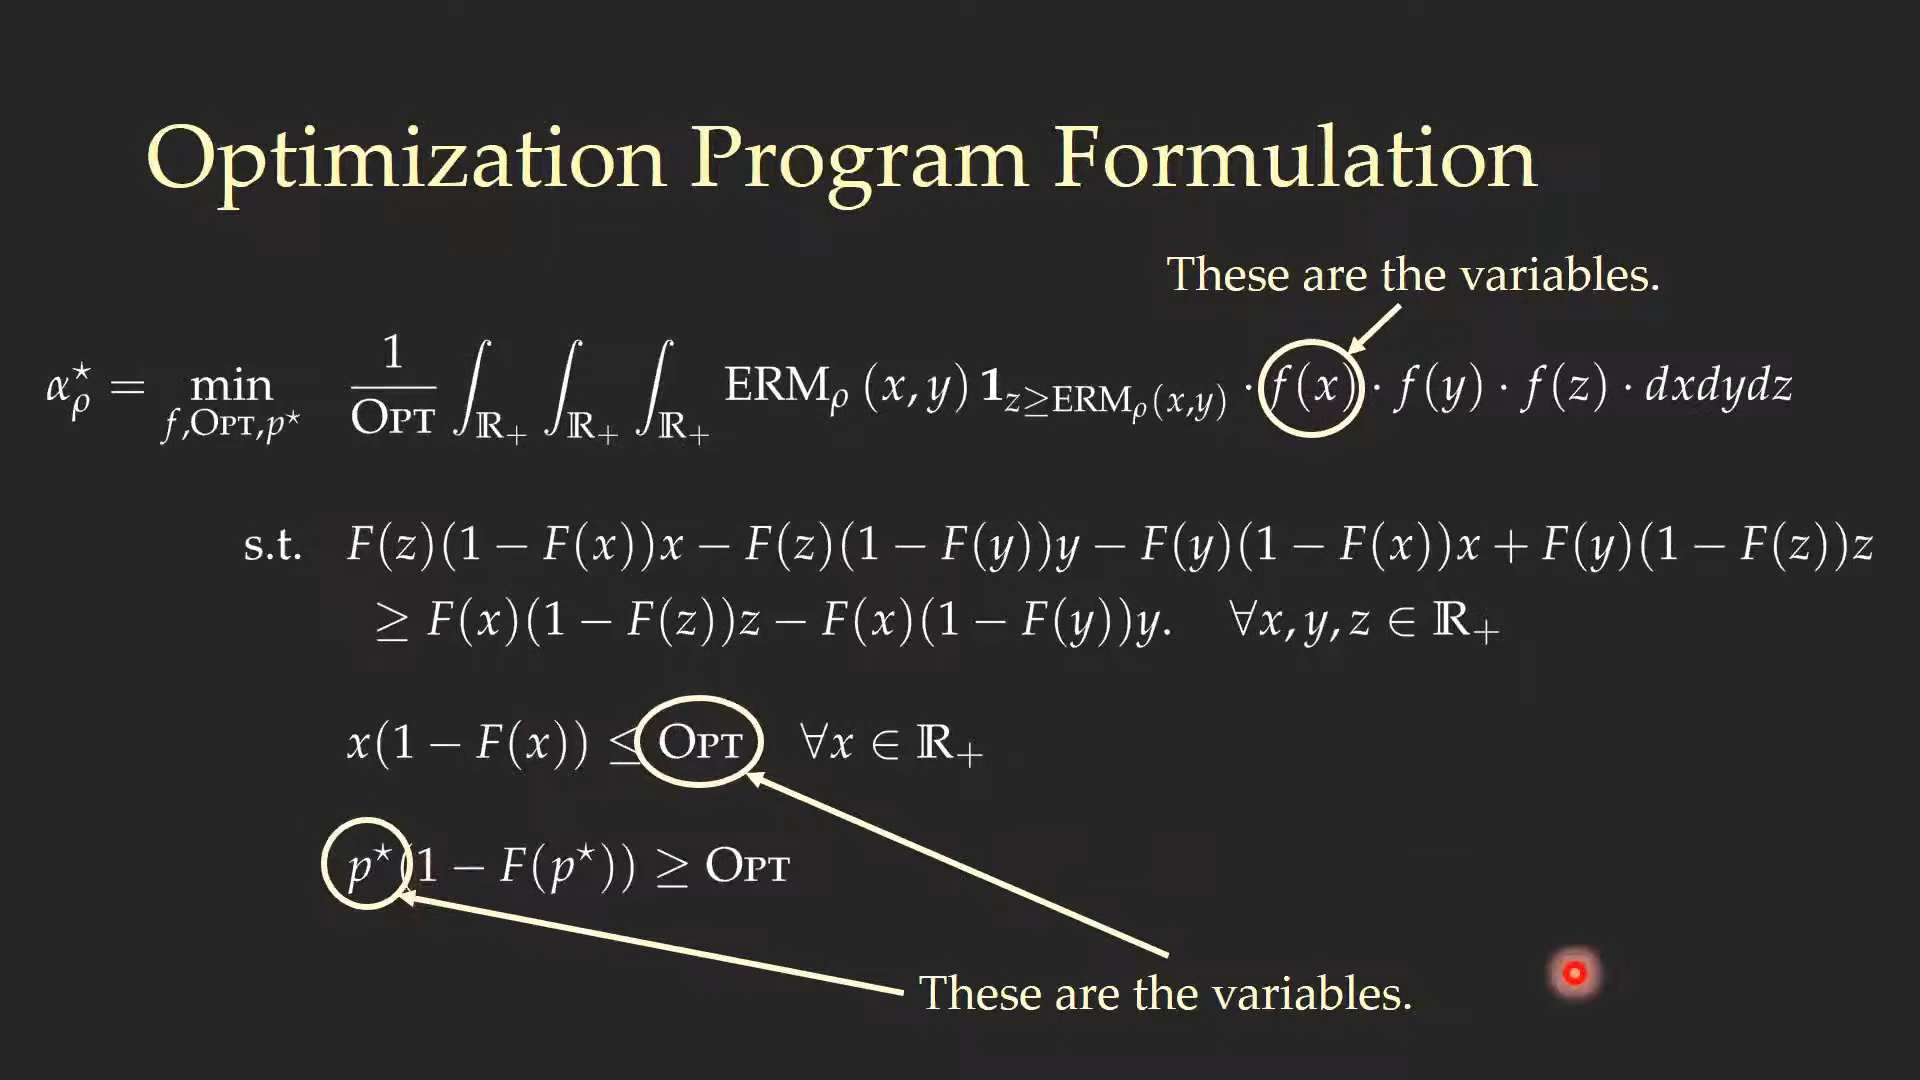 Optimization Program Formulation
These are the variables.
α⋆ρ = min f,OPT,p⋆ 1/OPT ∫ℝ+ ∫ℝ+ ∫ℝ+ ERMρ (x, y) 1z≥ERMρ(x,y) · f(x) · f(y) · f(z) · dxdydz
s.t. F(z)(1 − F(x))x − F(z)(1 − F(y))y − F(y)(1 − F(x))x + F(y)(1 − F(z))z
≥ F(x)(1 − F(z))z − F(x)(1 − F(y))y. ∀x, y, z ∈ ℝ+
x(1 − F(x)) ≤ OPT ∀x ∈ ℝ+
p⋆(1 − F(p⋆)) ≥ OPT
These are the variables.